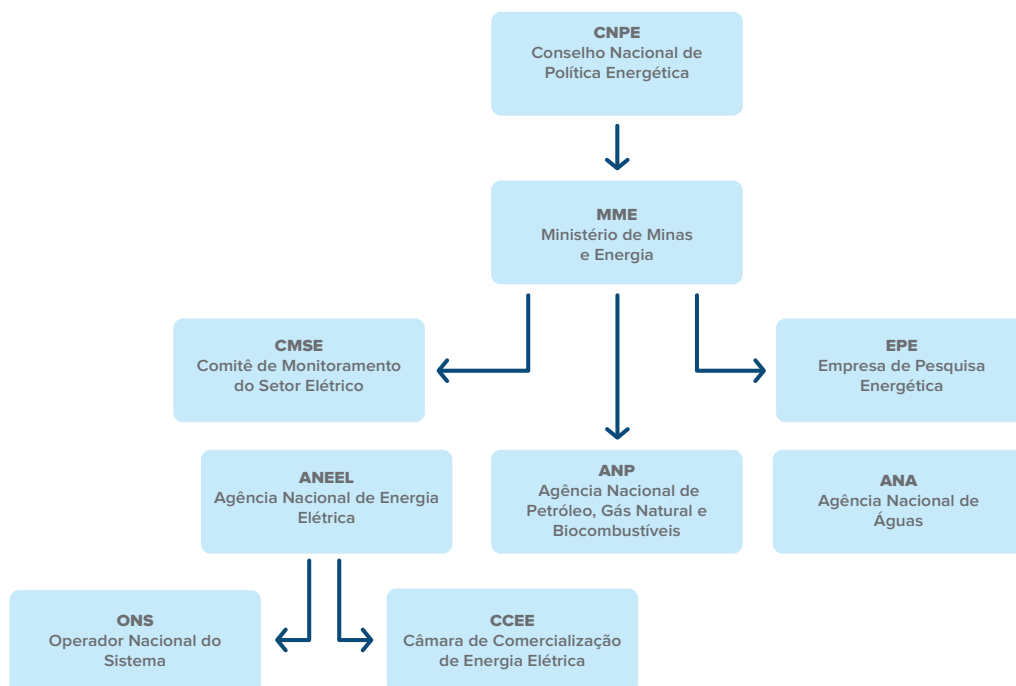 CNPE
Conselho Nacional de
Política Energética
MME
Ministério de Minas
e Energia
CMSE
Comitê de Monitoramento
do Setor Elétrico
EPE
Empresa de Pesquisa
Energética
ANEEL
Agência Nacional de Energia
Elétrica
ANP
Agência Nacional de
Petróleo, Gás Natural e
Biocombustíveis
ANA
Agência Nacional de
Águas
ONS
Operador Nacional do
Sistema
CCEE
Câmara de Comercialização
de Energia Elétrica